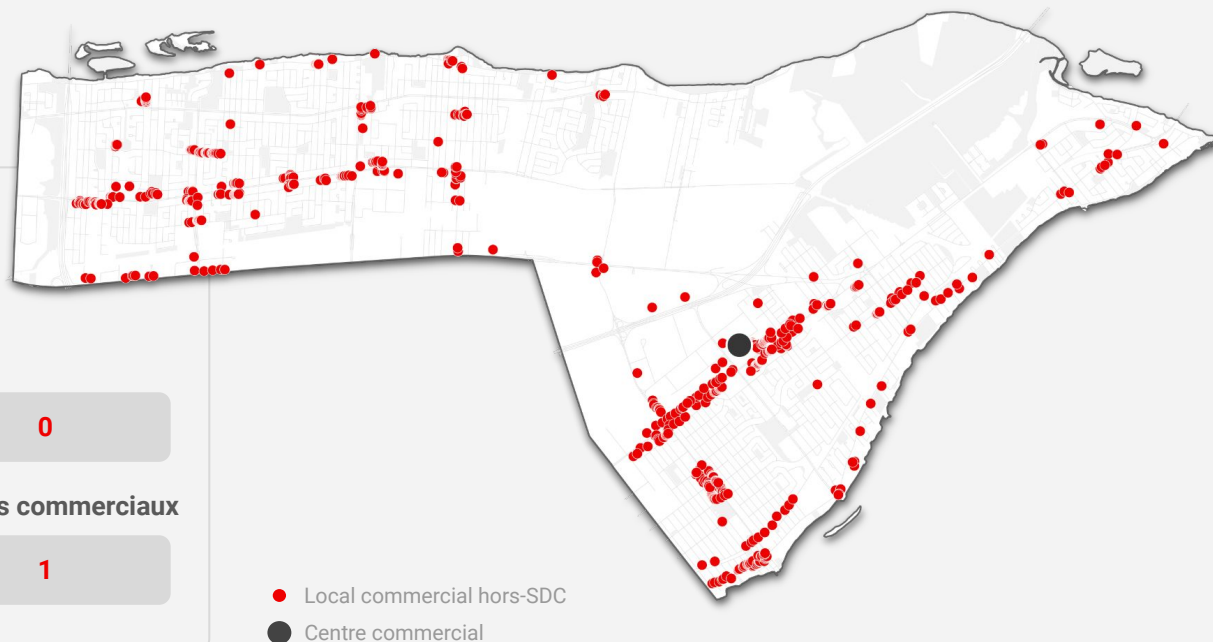 0
s commerciaux
1
Local commercial hors-SDC
Centre commercial